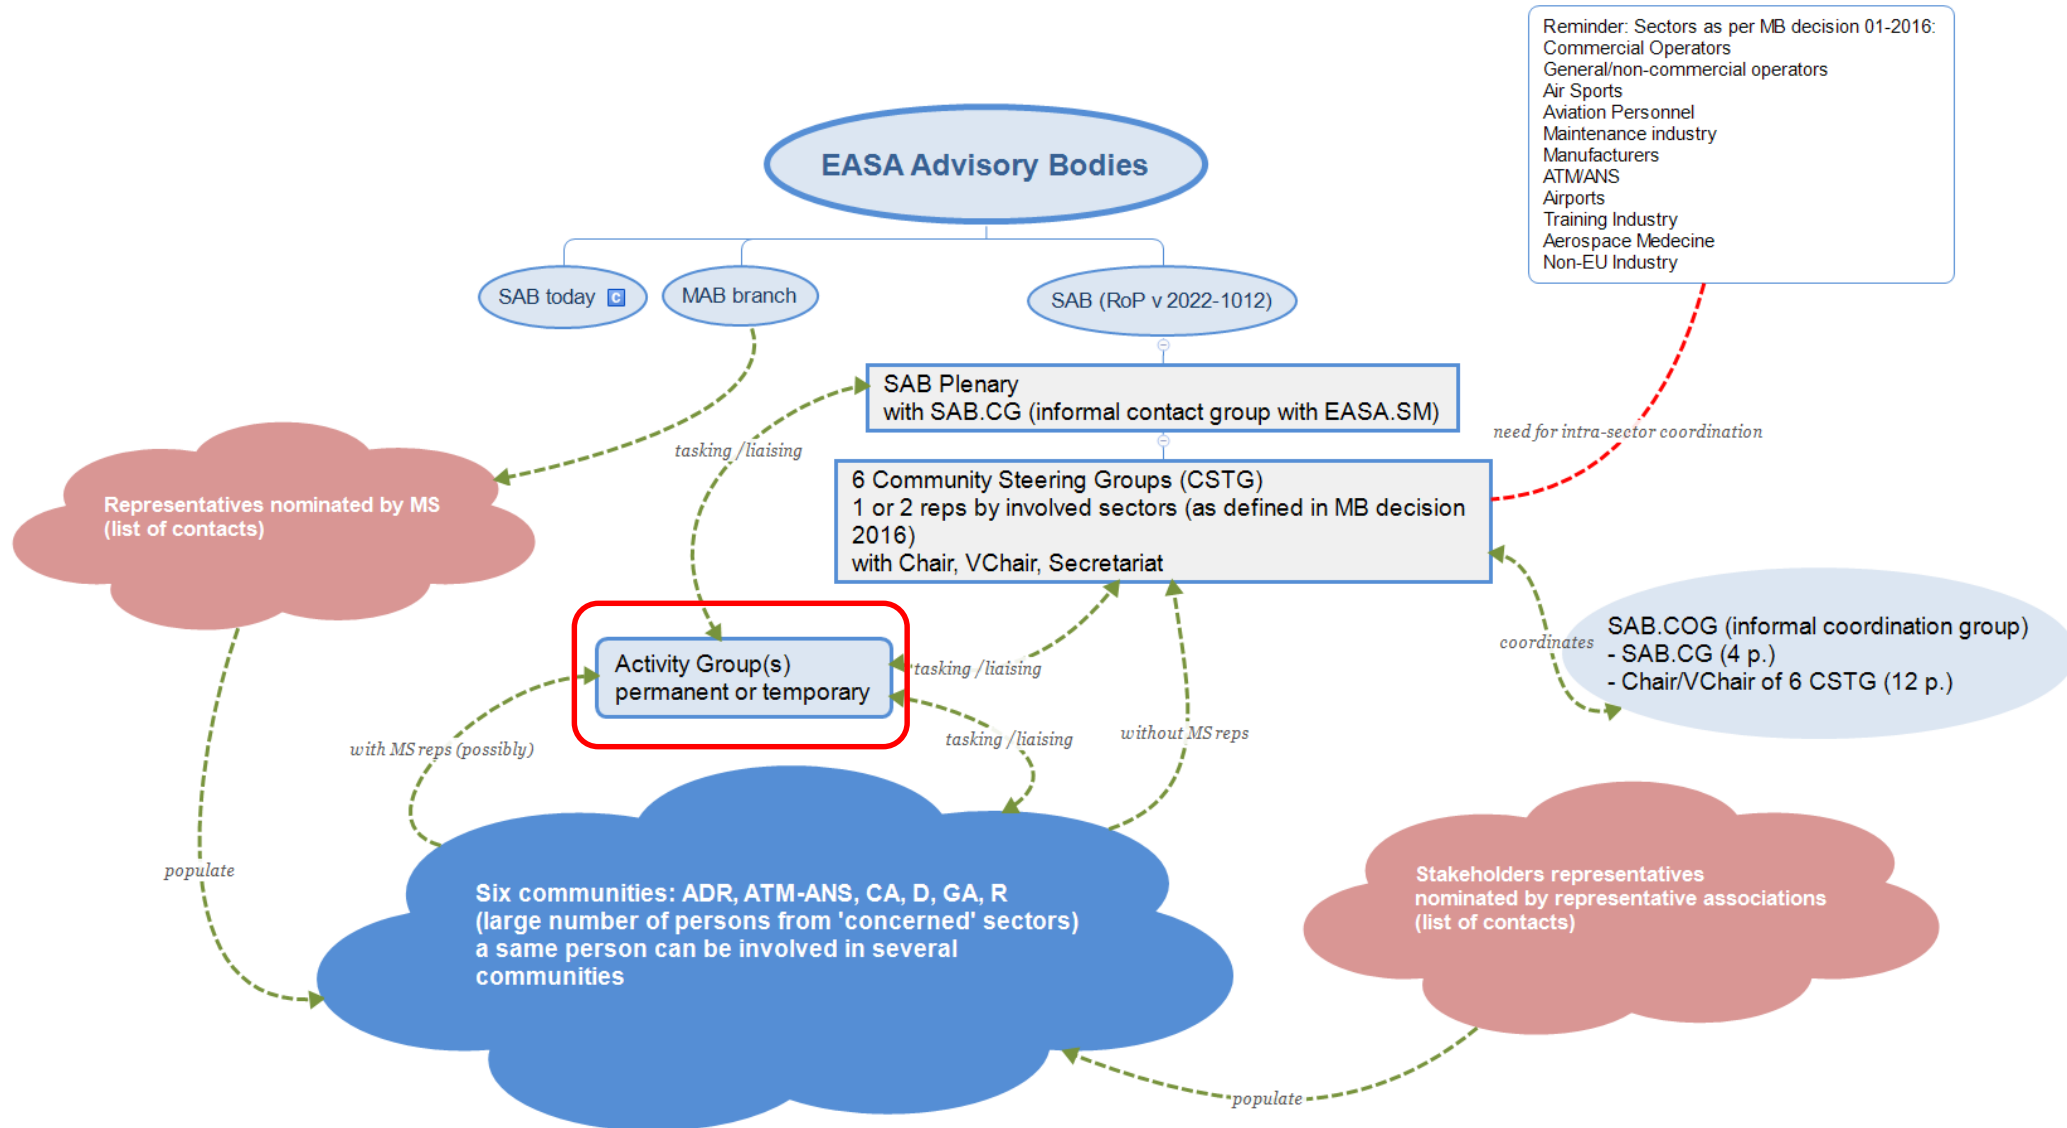 Reminder: Sectors as per MB decision 01-2016:
Commercial Operators
General/non-commercial operators
Air Sports
Aviation Personnel
Maintenance industry
Manufacturers
ATM/ANS
Airports
Training Industry
Aerospace Medecine
Non-EU Industry
EASA Advisory Bodies
SAB today
C
MAB branch
SAB (RoP v 2022-1012)
SAB Plenary
with SAB.CG (informal contact group with EASA.SM)
need for intra-sector coordination
tasking /liaising
6 Community Steering Groups (CSTG)
1 or 2 reps by involved sectors (as defined in MB decision
2016)
with Chair, VChair, Secretariat
Representatives nominated by MS
(list of contacts)
SAB.COG (informal coordination group)
- SAB.CG (4 p.)
- Chair/VChair of 6 CSTG (12 p.)
coordinates
Activity Group(s)
permanent or temporary
tasking /liaising
with MS reps (possibly)
tasking /liaising
without MS reps
populate
Six communities: ADR, ATM-ANS, CA, D, GA, R
(large number of persons from 'concerned' sectors)
a same person can be involved in several
communities
Stakeholders representatives
nominated by representative associations
(list of contacts)
populate